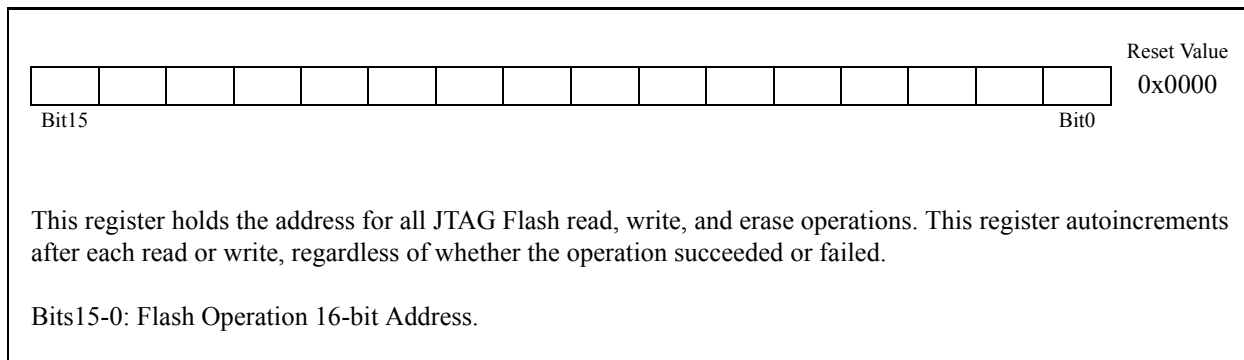 Reset Value
0x0000
Bit15
Bit0
This register holds the address for all JTAG Flash read, write, and erase operations. This register autoincrements
after each read or write, regardless of whether the operation succeeded or failed.
Bits15-0: Flash Operation 16-bit Address.